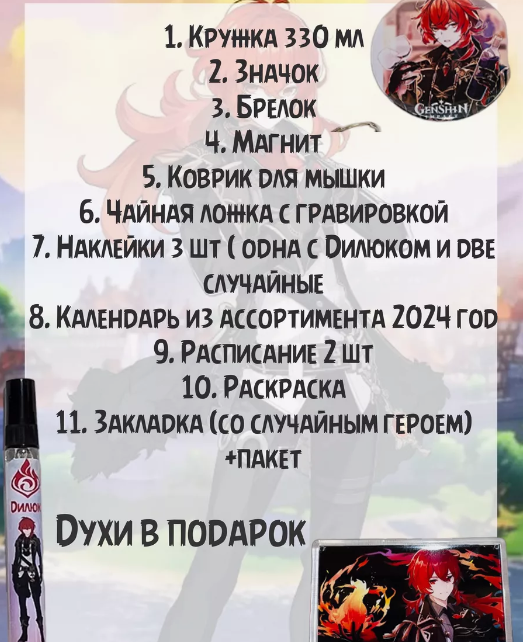 1. Кружка 330 мл
2. Значок
GENSHIN
3. Брелок
4. Магнит
5. Коврик для мышки
6. Чайная ложка с гравировкой
7. Наклейки 3 шт ( одна с Дилюком и две
случайные
8. Календарь из ассортимента 2024 год
9. Расписание 2 шт
10. Раскраска
11. Закладка (со случайным героем)
+пакет
Дилюк
Духи в подарок